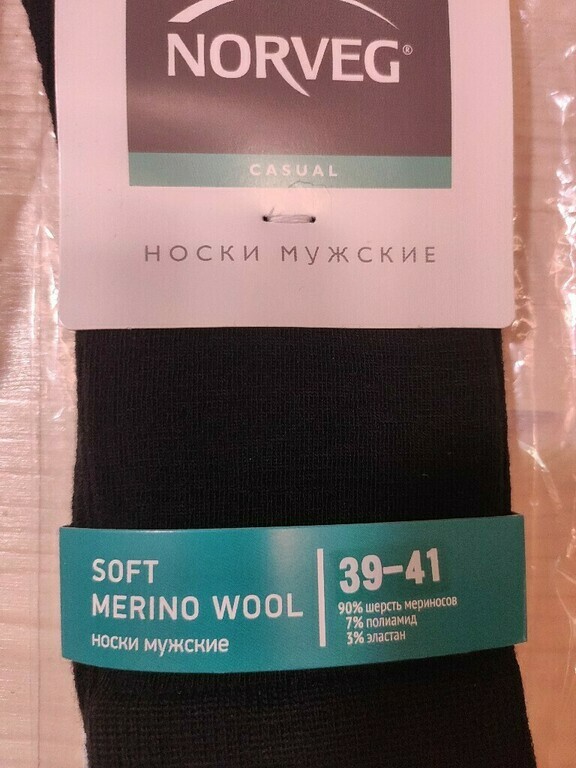 NORVEG®
CASUAL
НОСКИ МУЖСКИЕ
SOFT
MERINO WOOL
носки мужские
39-41
90% шерсть мериносов
7% полиамид
3% эластан